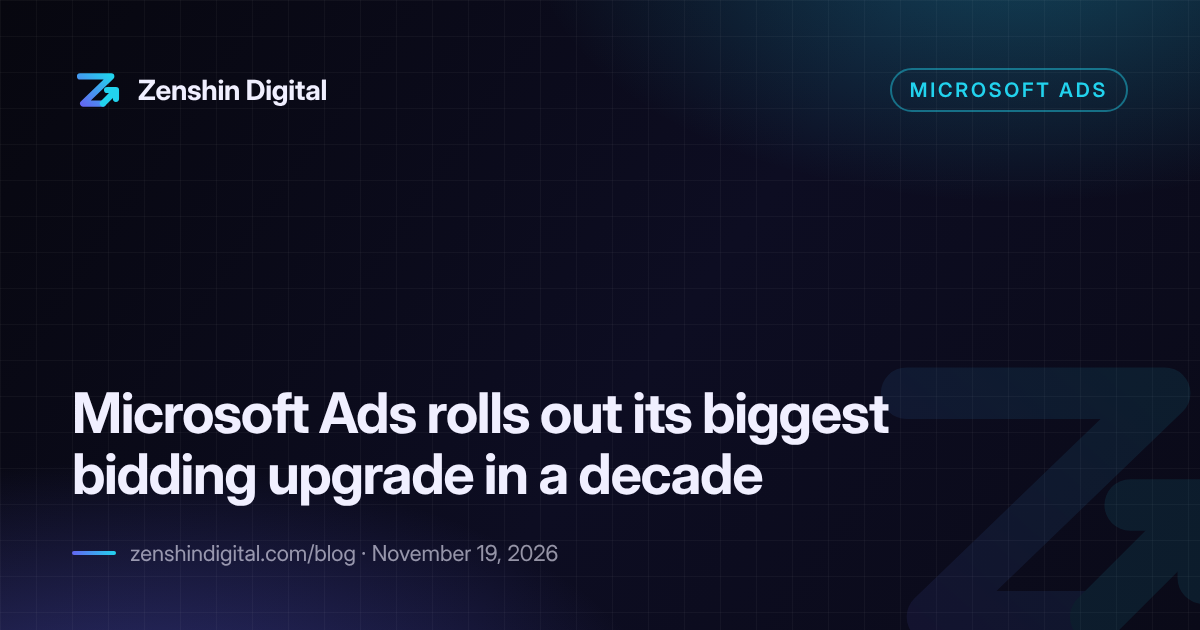 Zenshin Digital
MICROSOFT ADS
Microsoft Ads rolls out its biggest
bidding upgrade in a decade
zenshindigital.com/blog · November 19, 2026